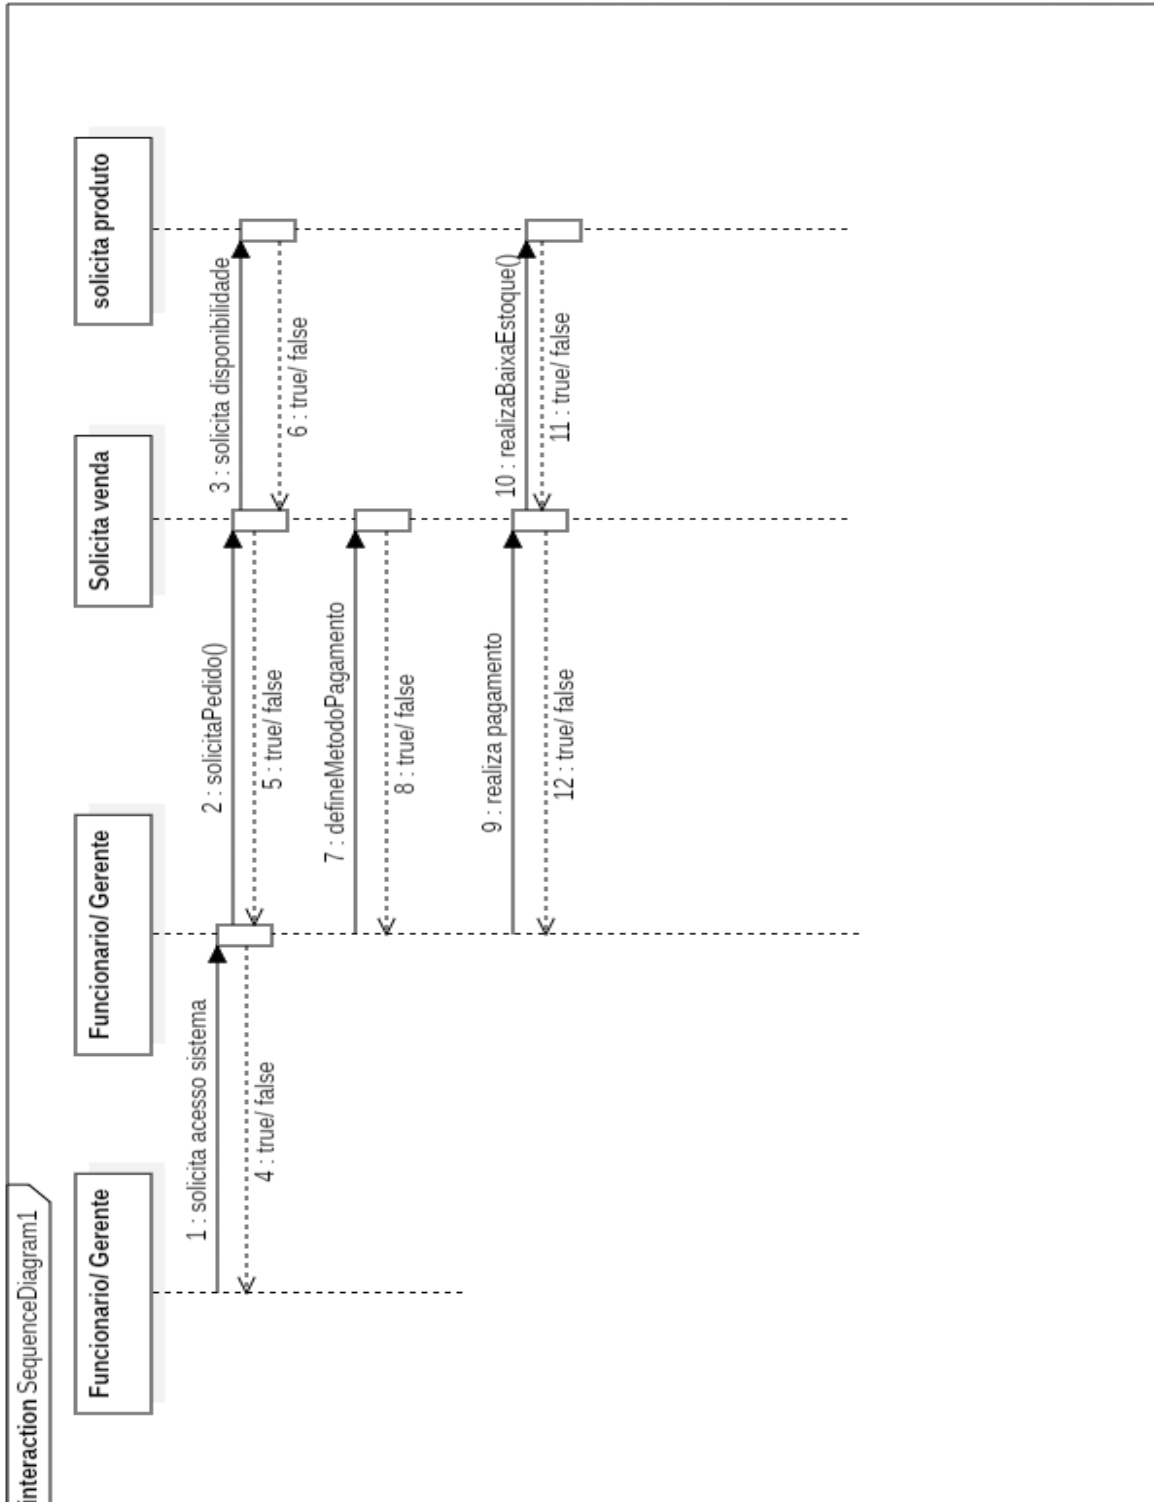 interaction SequenceDiagram1
Funcionario/ Gerente
Funcionario/ Gerente
Solicita venda
solicita produto
1 : solicita acesso sistema
2 : solicitaPedido()
3 : solicita disponibilidade
4 : true/ false
5 : true/ false
6 : true/ false
7 : defineMetodoPagamento
8 : true/ false
9 : realiza pagamento
10 : realizaBaixaEstoque()
11 : true/ false
12 : true/ false